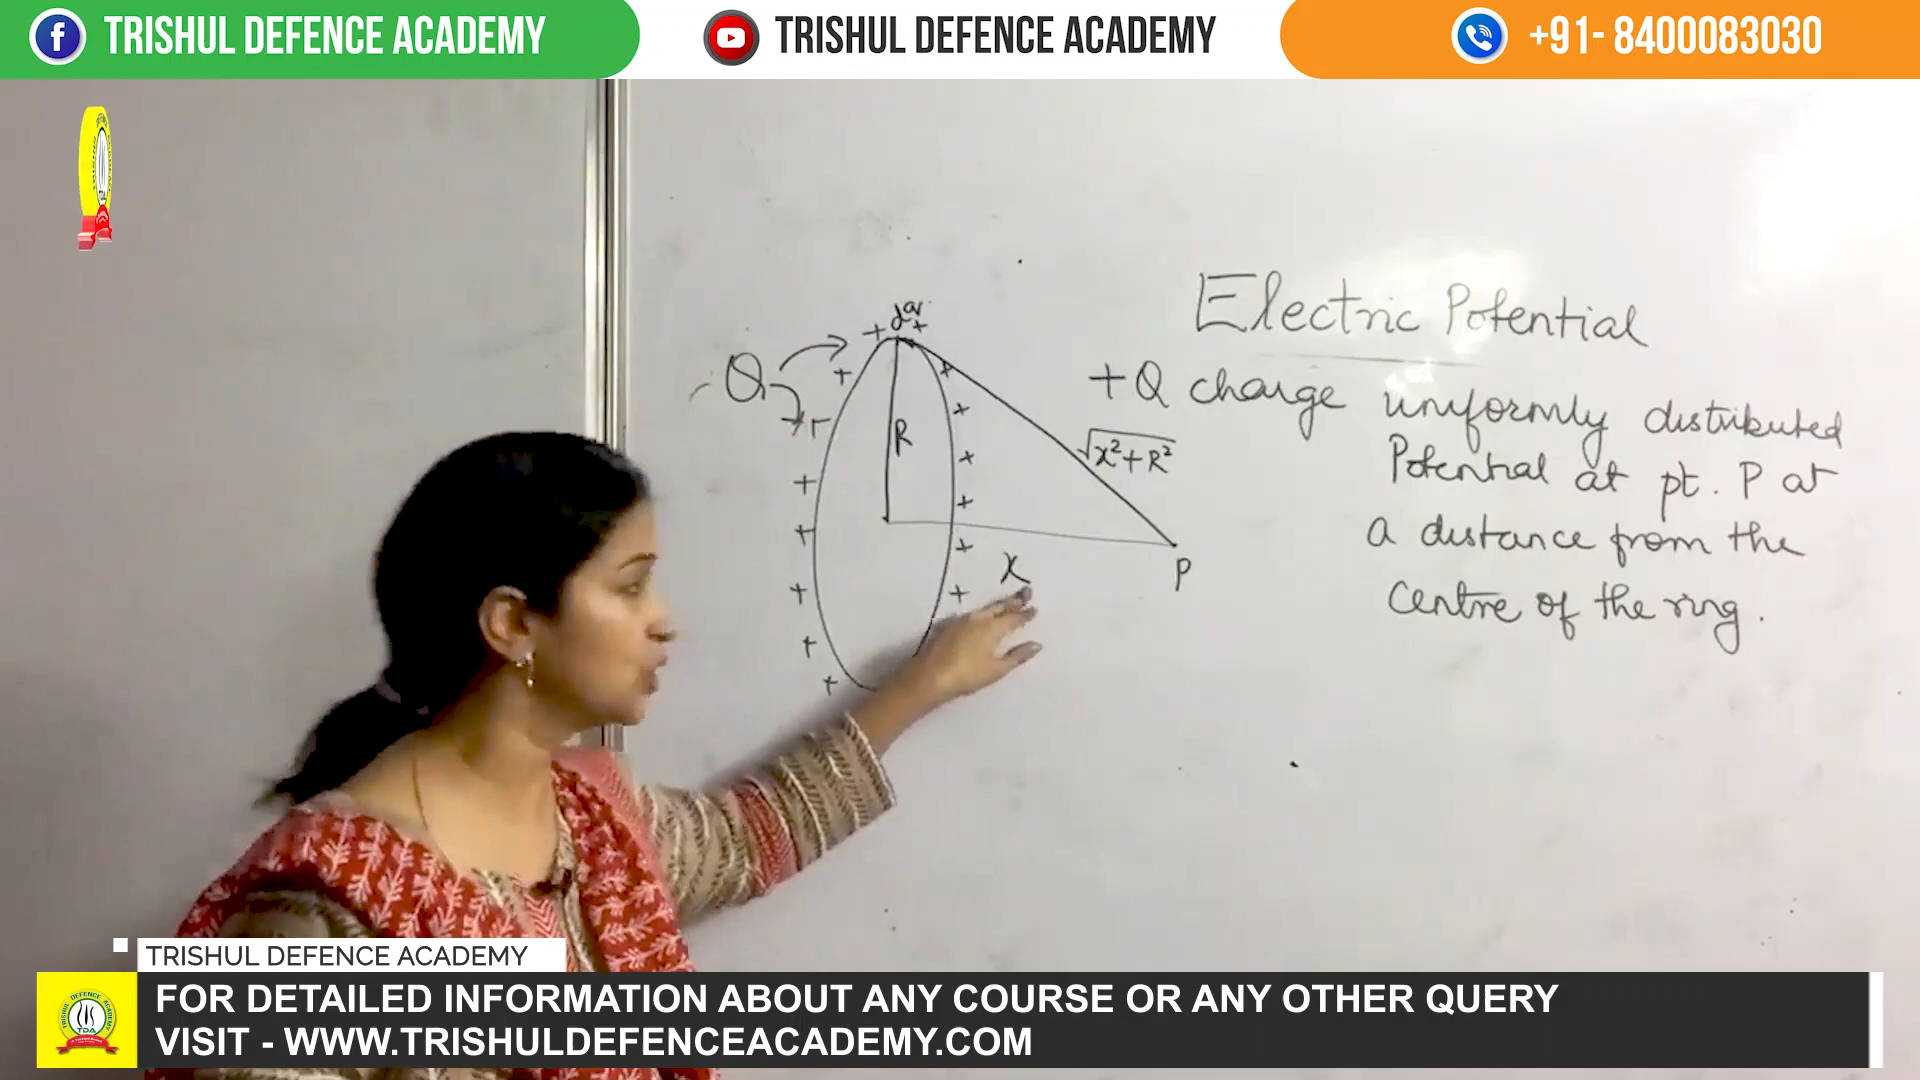 TRISHUL DEFENCE ACADEMY
TRISHUL DEFENCE ACADEMY
+91- 8400083030
Electric Potential
+Q charge uniformly distributed
Potential at pt. P at
a distance from the
centre of the ring.
dq
Q
R
√x²+R²
x
P
TRISHUL DEFENCE ACADEMY
FOR DETAILED INFORMATION ABOUT ANY COURSE OR ANY OTHER QUERY
VISIT - WWW.TRISHULDEFENCEACADEMY.COM
TDA